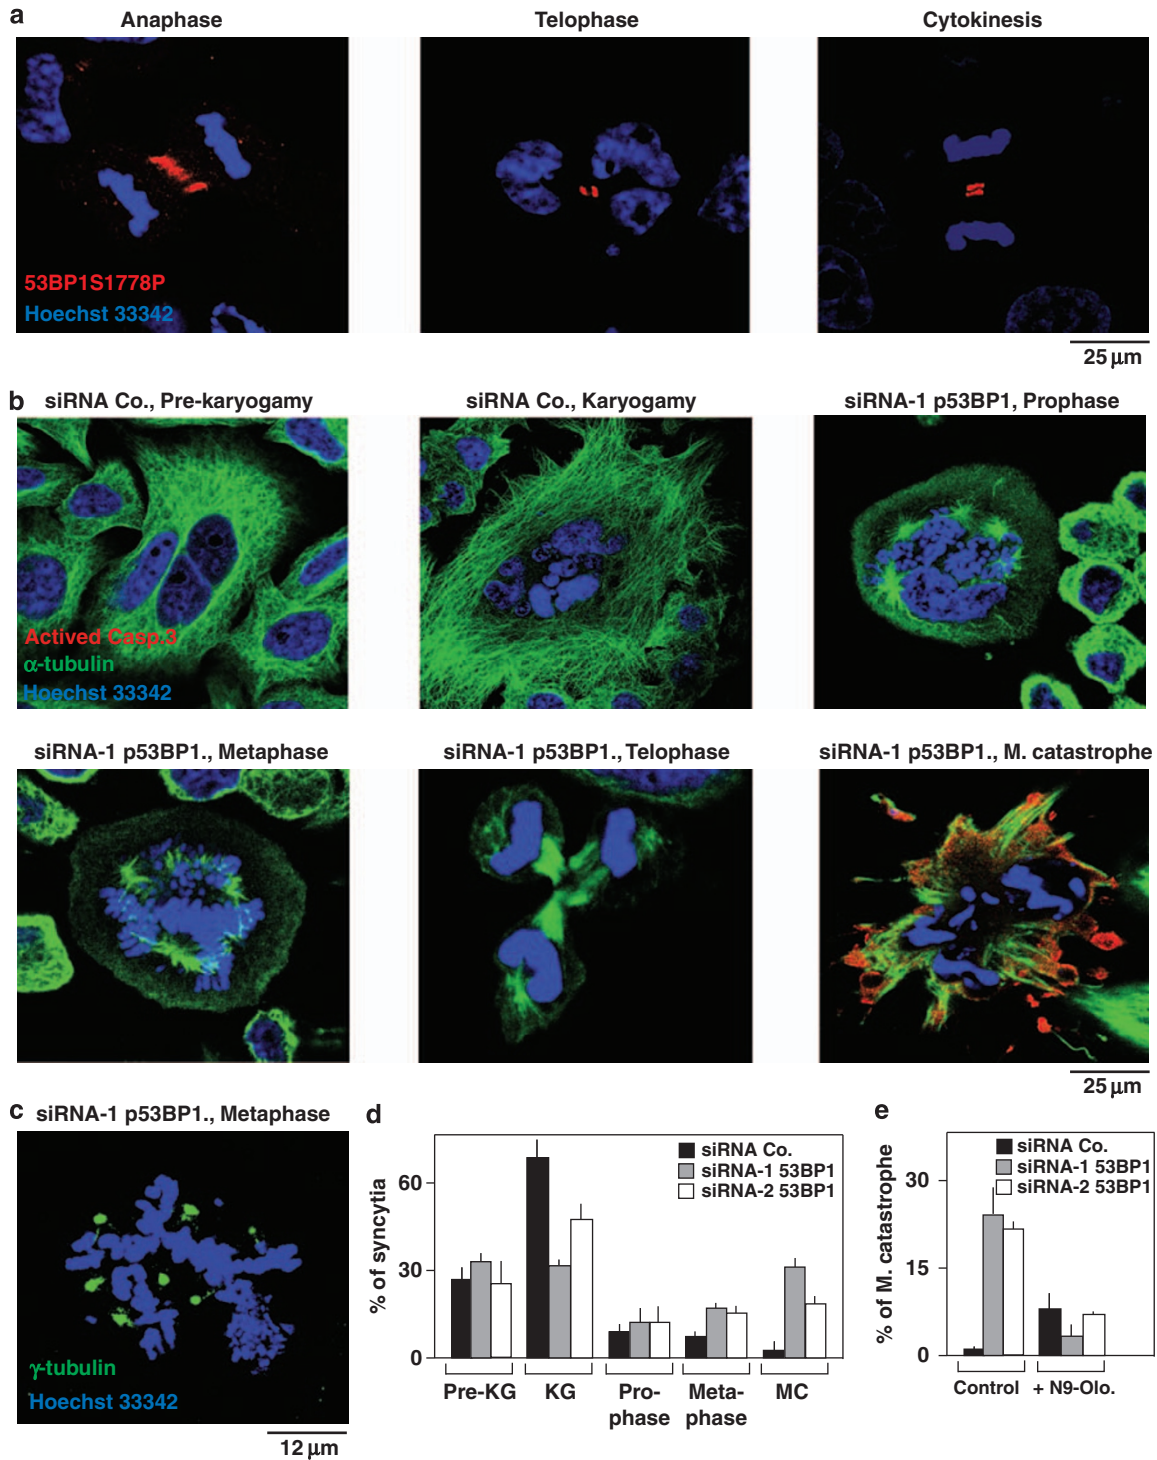 a
Anaphase
Telophase
Cytokinesis
53BP1S1778P
Hoechst 33342
25 µm
b
siRNA Co., Pre-karyogamy
siRNA Co., Karyogamy
siRNA-1 p53BP1, Prophase
Actived Casp.3
α-tubulin
Hoechst 33342
siRNA-1 p53BP1., Metaphase
siRNA-1 p53BP1., Telophase
siRNA-1 p53BP1., M. catastrophe
25 µm
c
siRNA-1 p53BP1., Metaphase
γ-tubulin
Hoechst 33342
12 µm
d
% of syncytia
60
30
0
siRNA Co.
siRNA-1 53BP1
siRNA-2 53BP1
Pre-KG
KG
Pro-
phase
Meta-
phase
MC
e
% of M. catastrophe
30
15
0
siRNA Co.
siRNA-1 53BP1
siRNA-2 53BP1
Control
+ N9-Olo.